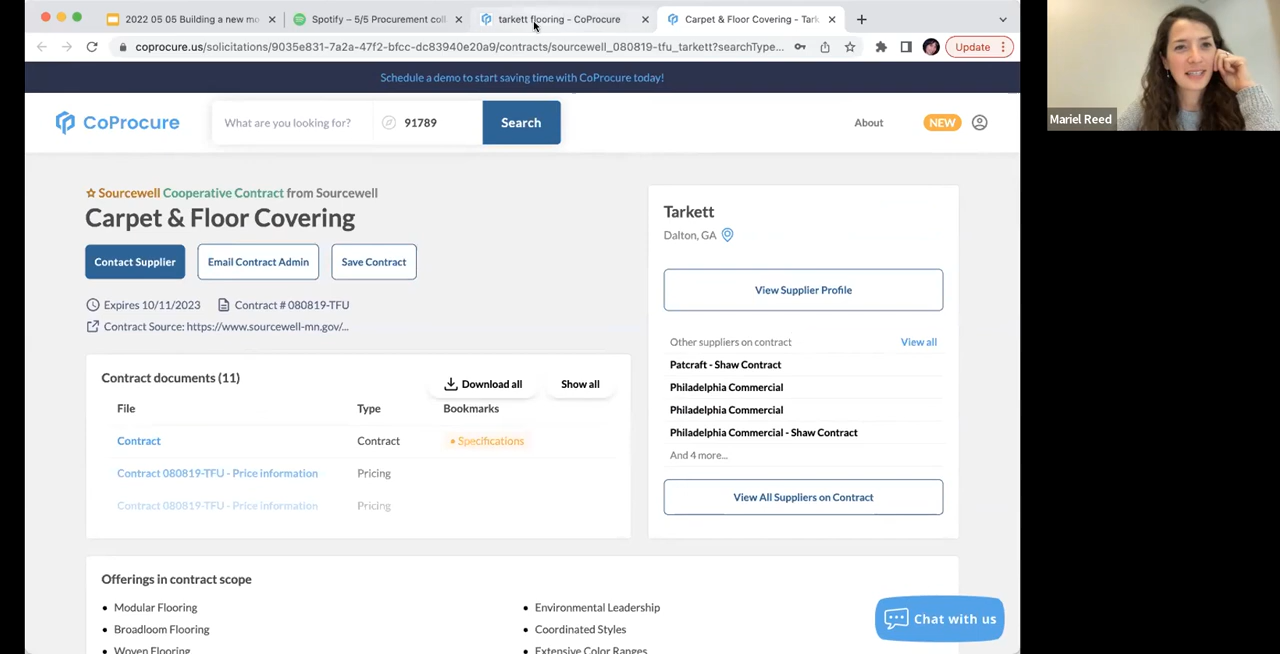 2022 05 05 Building a new mo
Spotify – 5/5 Procurement coll
tarkett flooring - CoProcure
Carpet & Floor Covering - Tark
coprocure.us/solicitations/9035e831-7a2a-47f2-bfcc-dc83940e20a9/contracts/sourcewell_080819-tfu_tarkett?searchType...
Update
Schedule a demo to start saving time with CoProcure today!
CoProcure
What are you looking for?
91789
Search
About
NEW
Sourcewell Cooperative Contract from Sourcewell
Carpet & Floor Covering
Contact Supplier
Email Contract Admin
Save Contract
Expires 10/11/2023
Contract # 080819-TFU
Contract Source: https://www.sourcewell-mn.gov/...
Contract documents (11)
Download all
Show all
File Type Bookmarks
Contract Contract • Specifications
Contract 080819-TFU - Price information Pricing
Contract 080819-TFU - Price information Pricing
Tarkett
Dalton, GA
View Supplier Profile
Other suppliers on contract View all
Patcraft - Shaw Contract
Philadelphia Commercial
Philadelphia Commercial
Philadelphia Commercial - Shaw Contract
And 4 more...
View All Suppliers on Contract
Offerings in contract scope
• Modular Flooring
• Broadloom Flooring
• Woven Flooring
• Environmental Leadership
• Coordinated Styles
• Extensive Color Ranges
Chat with us
Mariel Reed